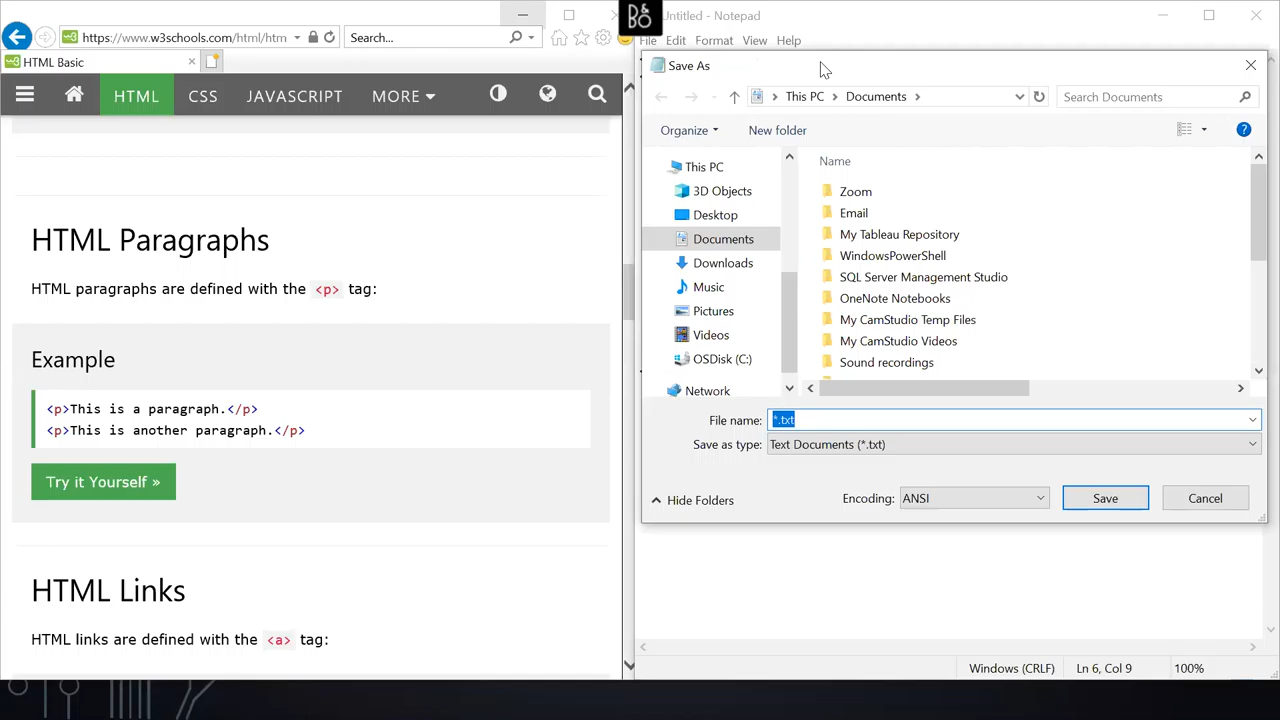 https://www.w3schools.com/html/htm
Search...
HTML Basic
HTML
CSS
JAVASCRIPT
MORE
HTML Paragraphs
HTML paragraphs are defined with the <p> tag:
Example
<p>This is a paragraph.</p>
<p>This is another paragraph.</p>
Try it Yourself »
HTML Links
HTML links are defined with the <a> tag:
Untitled - Notepad
File Edit Format View Help
Save As
This PC > Documents >
Search Documents
Organize
New folder
This PC
3D Objects
Desktop
Documents
Downloads
Music
Pictures
Videos
OSDisk (C:)
Network
Name
Zoom
Email
My Tableau Repository
WindowsPowerShell
SQL Server Management Studio
OneNote Notebooks
My CamStudio Temp Files
My CamStudio Videos
Sound recordings
File name: *.txt
Save as type: Text Documents (*.txt)
Hide Folders
Encoding: ANSI
Save
Cancel
Windows (CRLF)
Ln 6, Col 9
100%